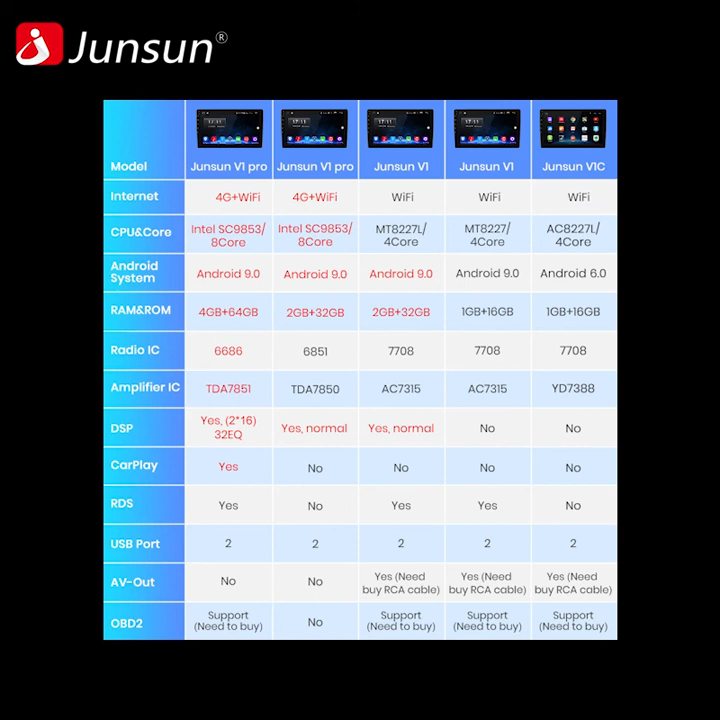 Junsun®
Model Junsun V1 pro Junsun V1 pro Junsun V1 Junsun V1 Junsun V1C
Internet 4G+WiFi 4G+WiFi WiFi WiFi WiFi
CPU&Core Intel SC9853/ 8Core Intel SC9853/ 8Core MT8227L/ 4Core MT8227/ 4Core AC8227L/ 4Core
Android System Android 9.0 Android 9.0 Android 9.0 Android 9.0 Android 6.0
RAM&ROM 4GB+64GB 2GB+32GB 2GB+32GB 1GB+16GB 1GB+16GB
Radio IC 6686 6851 7708 7708 7708
Amplifier IC TDA7851 TDA7850 AC7315 AC7315 YD7388
DSP Yes, (2*16) 32EQ Yes, normal Yes, normal No No
CarPlay Yes No No No No
RDS Yes No Yes Yes No
USB Port 2 2 2 2 2
AV-Out No No Yes (Need buy RCA cable) Yes (Need buy RCA cable) Yes (Need buy RCA cable)
OBD2 Support (Need to buy) No Support (Need to buy) Support (Need to buy) Support (Need to buy)